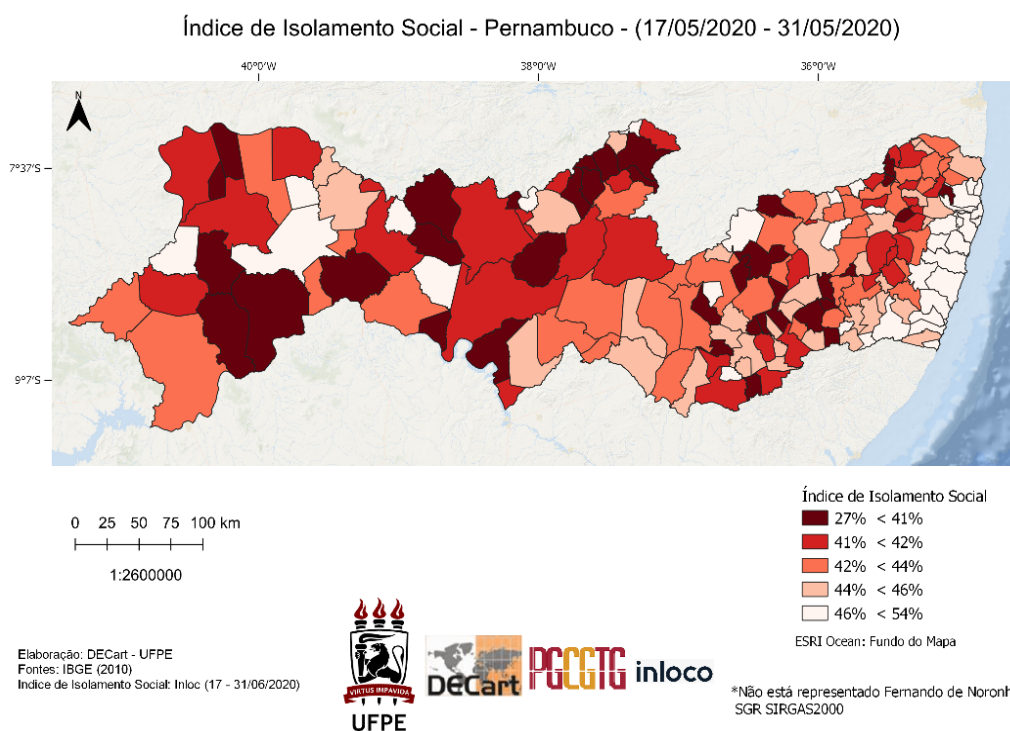 Índice de Isolamento Social - Pernambuco - (17/05/2020 - 31/05/2020)
40°0'W 38°0'W 36°0'W
N
7°37'S
9°7'S
0 25 50 75 100 km
1:2600000
Índice de Isolamento Social
27% < 41%
41% < 42%
42% < 44%
44% < 46%
46% < 54%
ESRI Ocean: Fundo do Mapa
Elaboração: DECart - UFPE
Fontes: IBGE (2010)
Indice de Isolamento Social: Inloc (17 - 31/06/2020)
VIRTUS IMPAVIDA
UFPE
DECart
PGCGTG
inloco
*Não está representado Fernando de Noronh
SGR SIRGAS2000